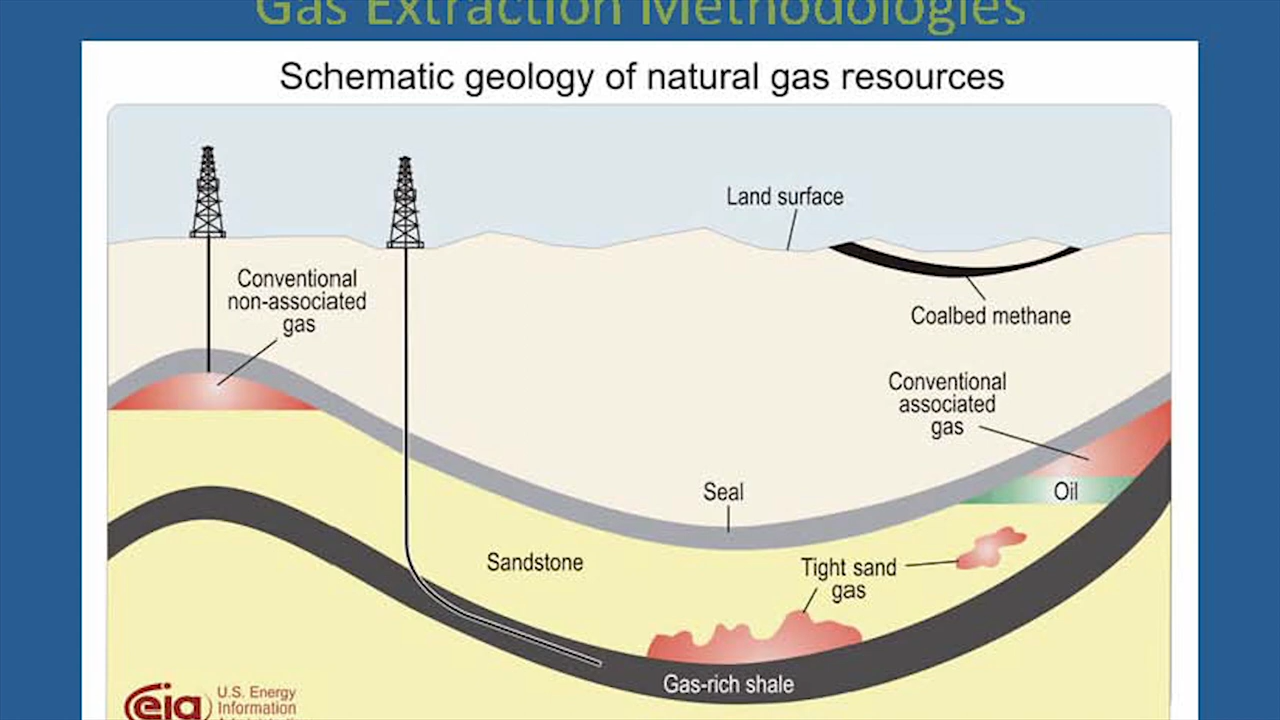 Gas Extraction Methodologies
Schematic geology of natural gas resources
Land surface
Conventional
non-associated
gas
Coalbed methane
Conventional
associated
gas
Seal
Oil
Sandstone
Tight sand
gas
Gas-rich shale
eia
U.S. Energy
Information